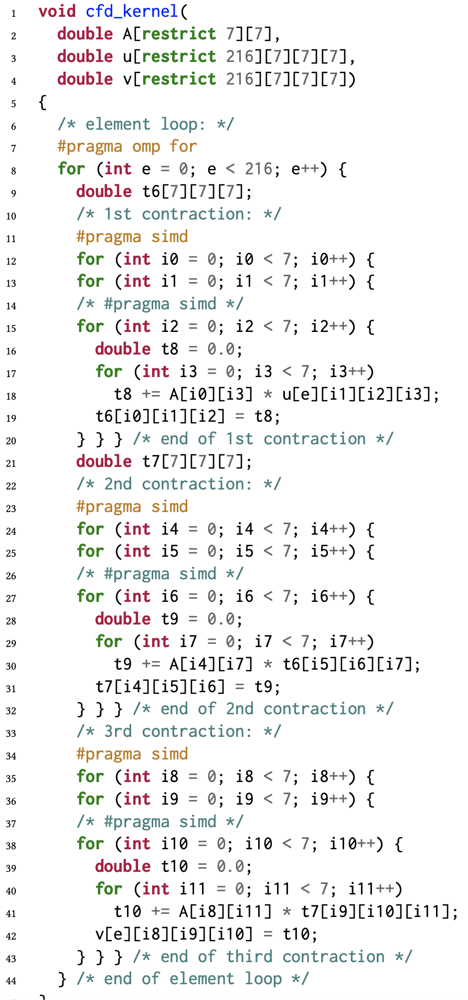 1 void cfd_kernel(
2 double A[restrict 7][7],
3 double u[restrict 216][7][7][7],
4 double v[restrict 216][7][7][7])
5 {
6 /* element loop: */
7 #pragma omp for
8 for (int e = 0; e < 216; e++) {
9 double t6[7][7][7];
10 /* 1st contraction: */
11 #pragma simd
12 for (int i0 = 0; i0 < 7; i0++) {
13 for (int i1 = 0; i1 < 7; i1++) {
14 /* #pragma simd */
15 for (int i2 = 0; i2 < 7; i2++) {
16 double t8 = 0.0;
17 for (int i3 = 0; i3 < 7; i3++)
18 t8 += A[i0][i3] * u[e][i1][i2][i3];
19 t6[i0][i1][i2] = t8;
20 } } } /* end of 1st contraction */
21 double t7[7][7][7];
22 /* 2nd contraction: */
23 #pragma simd
24 for (int i4 = 0; i4 < 7; i4++) {
25 for (int i5 = 0; i5 < 7; i5++) {
26 /* #pragma simd */
27 for (int i6 = 0; i6 < 7; i6++) {
28 double t9 = 0.0;
29 for (int i7 = 0; i7 < 7; i7++)
30 t9 += A[i4][i7] * t6[i5][i6][i7];
31 t7[i4][i5][i6] = t9;
32 } } } /* end of 2nd contraction */
33 /* 3rd contraction: */
34 #pragma simd
35 for (int i8 = 0; i8 < 7; i8++) {
36 for (int i9 = 0; i9 < 7; i9++) {
37 /* #pragma simd */
38 for (int i10 = 0; i10 < 7; i10++) {
39 double t10 = 0.0;
40 for (int i11 = 0; i11 < 7; i11++)
41 t10 += A[i8][i11] * t7[i9][i10][i11];
42 v[e][i8][i9][i10] = t10;
43 } } } /* end of third contraction */
44 } /* end of element loop */
}